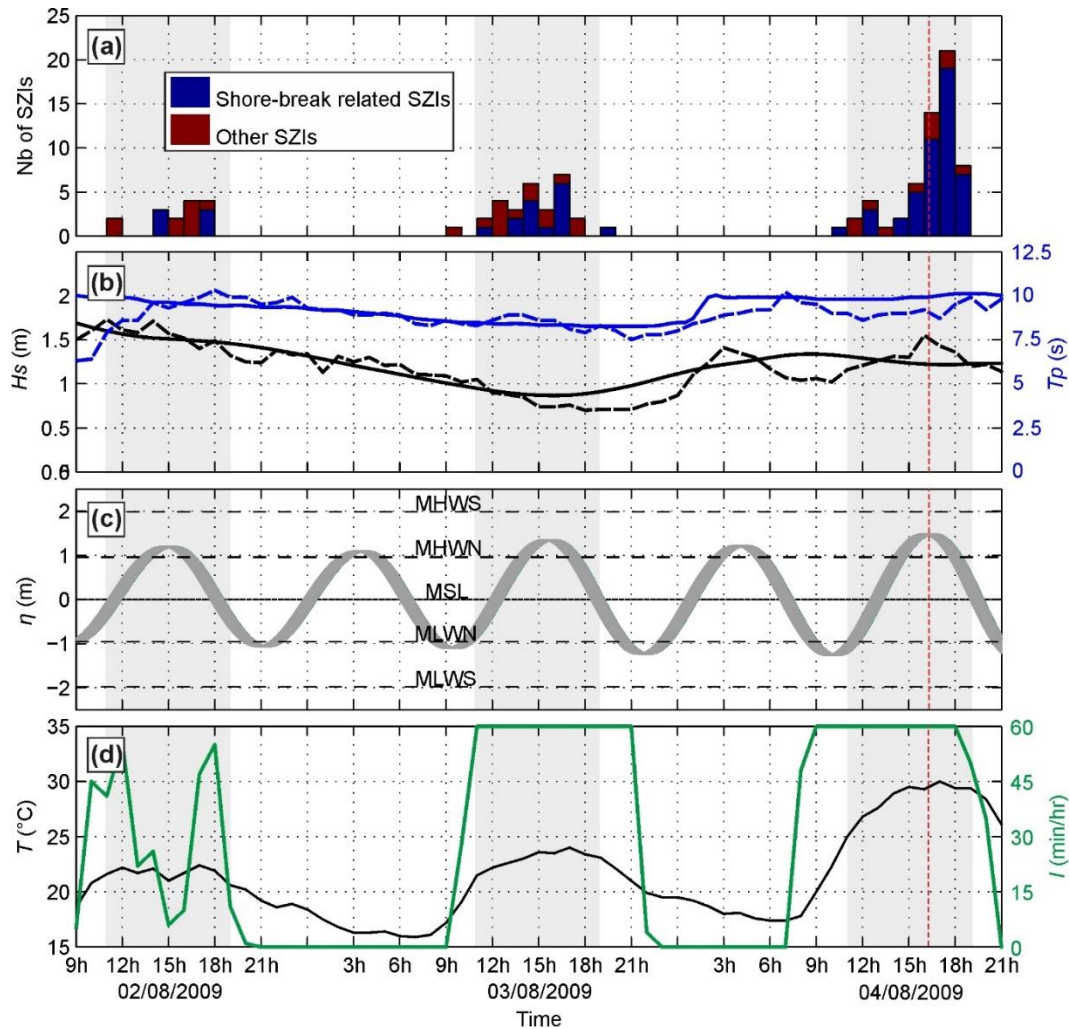 25
20
15
10
5
0
Nb of SZIs
(a)
Shore-break related SZIs
Other SZIs
2
1.5
1
0.5
Hs (m)
(b)
12.5
10
7.5
5
2.5
0
Tp (s)
2
1
0
−1
−2
η (m)
(c)
MHWS
MHWN
MSL
MLWN
MLWS
35
30
25
20
15
T (°C)
(d)
60
45
30
15
0
I (min/hr)
9h 12h 15h 18h 21h 3h 6h 9h 12h 15h 18h 21h 3h 6h 9h 12h 15h 18h 21h
02/08/2009 03/08/2009 04/08/2009
Time